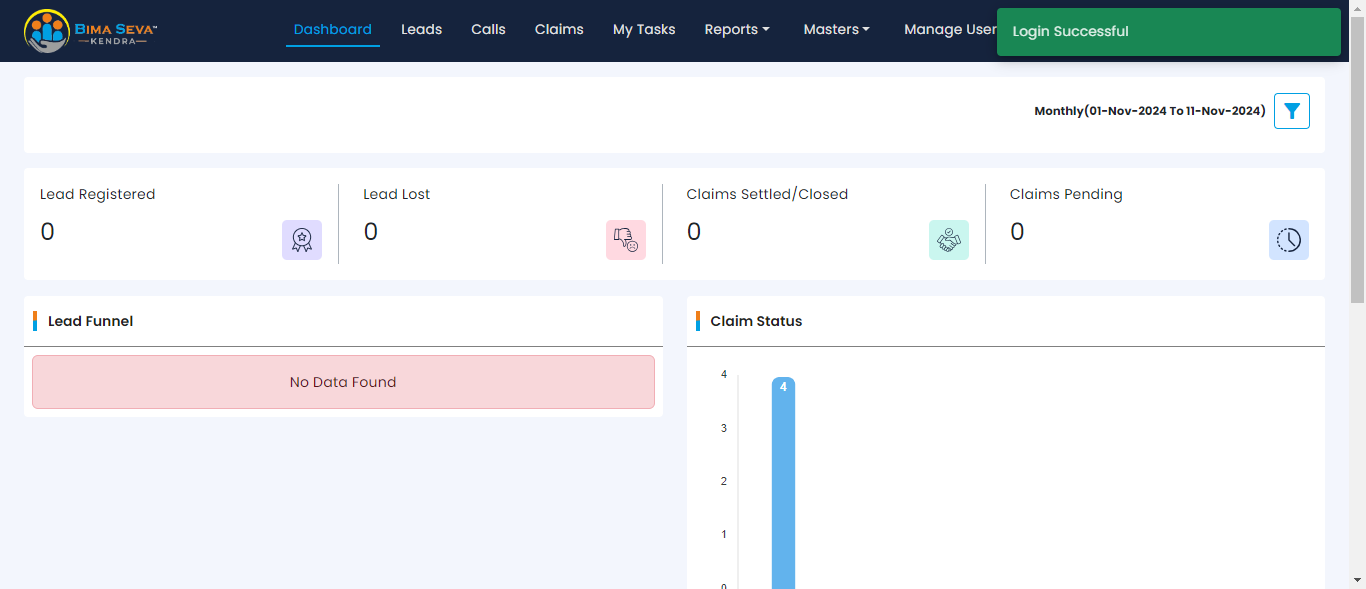 BIMA SEVA™
KENDRA
Dashboard Leads Calls Claims My Tasks Reports Masters Manage User
Login Successful
Monthly(01-Nov-2024 To 11-Nov-2024)
Lead Registered
0
Lead Lost
0
Claims Settled/Closed
0
Claims Pending
0
Lead Funnel
No Data Found
Claim Status
4
4
3
2
1
0